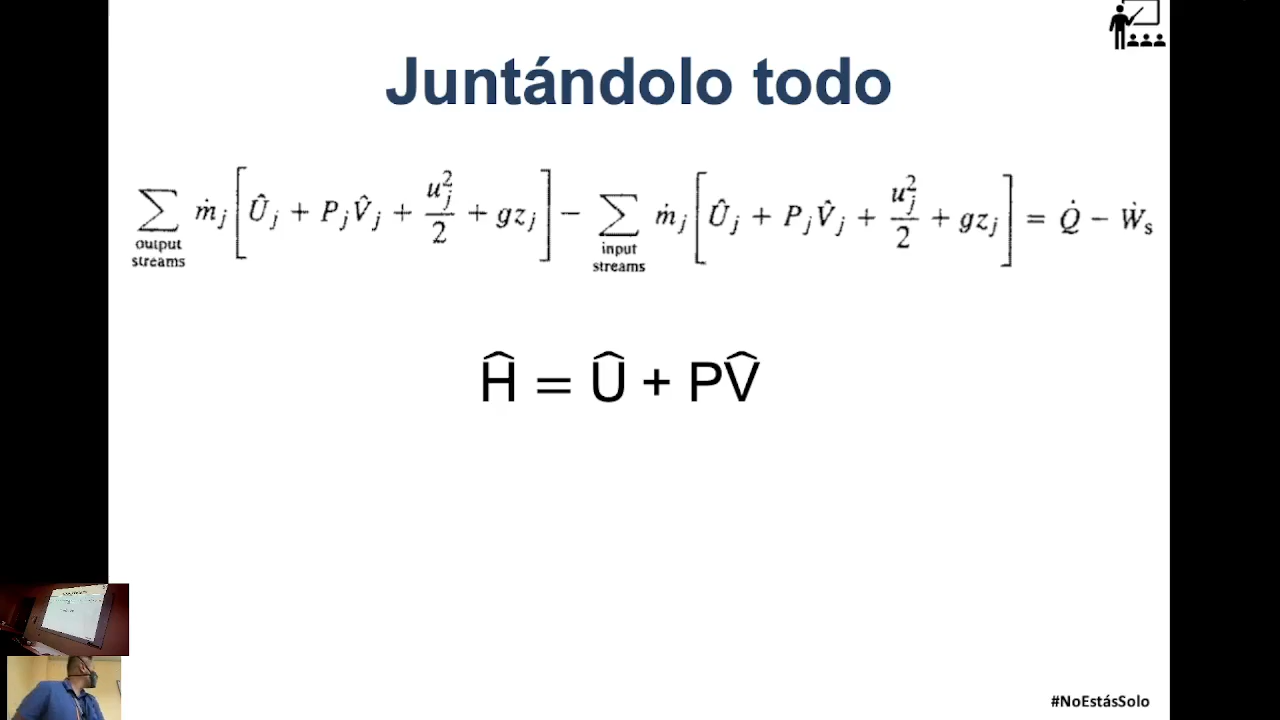 Juntándolo todo
∑ ṁⱼ [Ûⱼ + PⱼV̂ⱼ + uⱼ²/2 + gzⱼ] − ∑ ṁⱼ [Ûⱼ + PⱼV̂ⱼ + uⱼ²/2 + gzⱼ] = Q̇ − Ẇₛ
output streams input streams
Ĥ = Û + PV̂
#NoEstásSolo